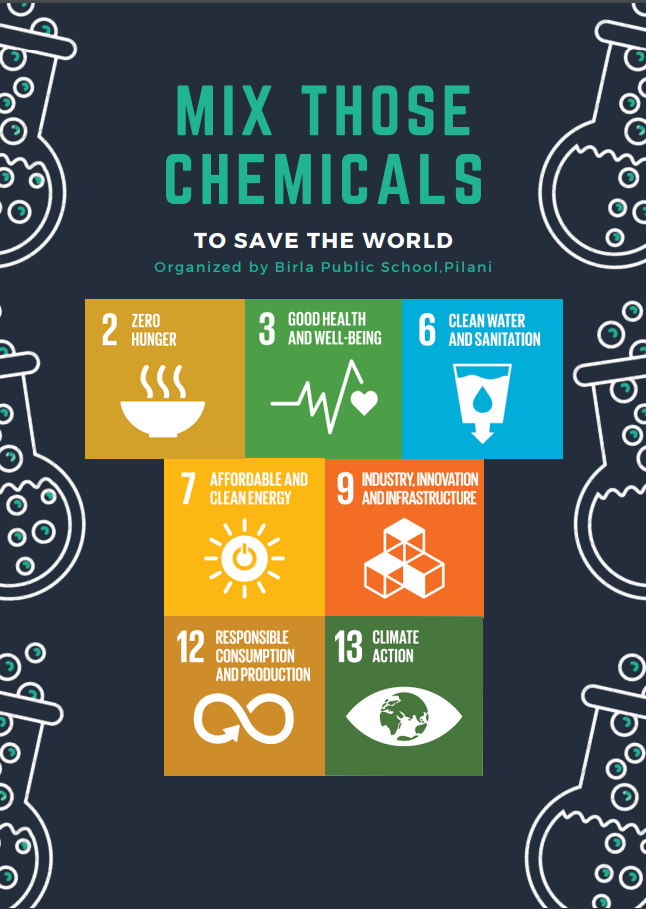 MIX THOSE
CHEMICALS
TO SAVE THE WORLD
Organized by Birla Public School,Pilani
2 ZERO
HUNGER
3 GOOD HEALTH
AND WELL-BEING
6 CLEAN WATER
AND SANITATION
7 AFFORDABLE AND
CLEAN ENERGY
9 INDUSTRY, INNOVATION
AND INFRASTRUCTURE
12 RESPONSIBLE
CONSUMPTION
AND PRODUCTION
13 CLIMATE
ACTION